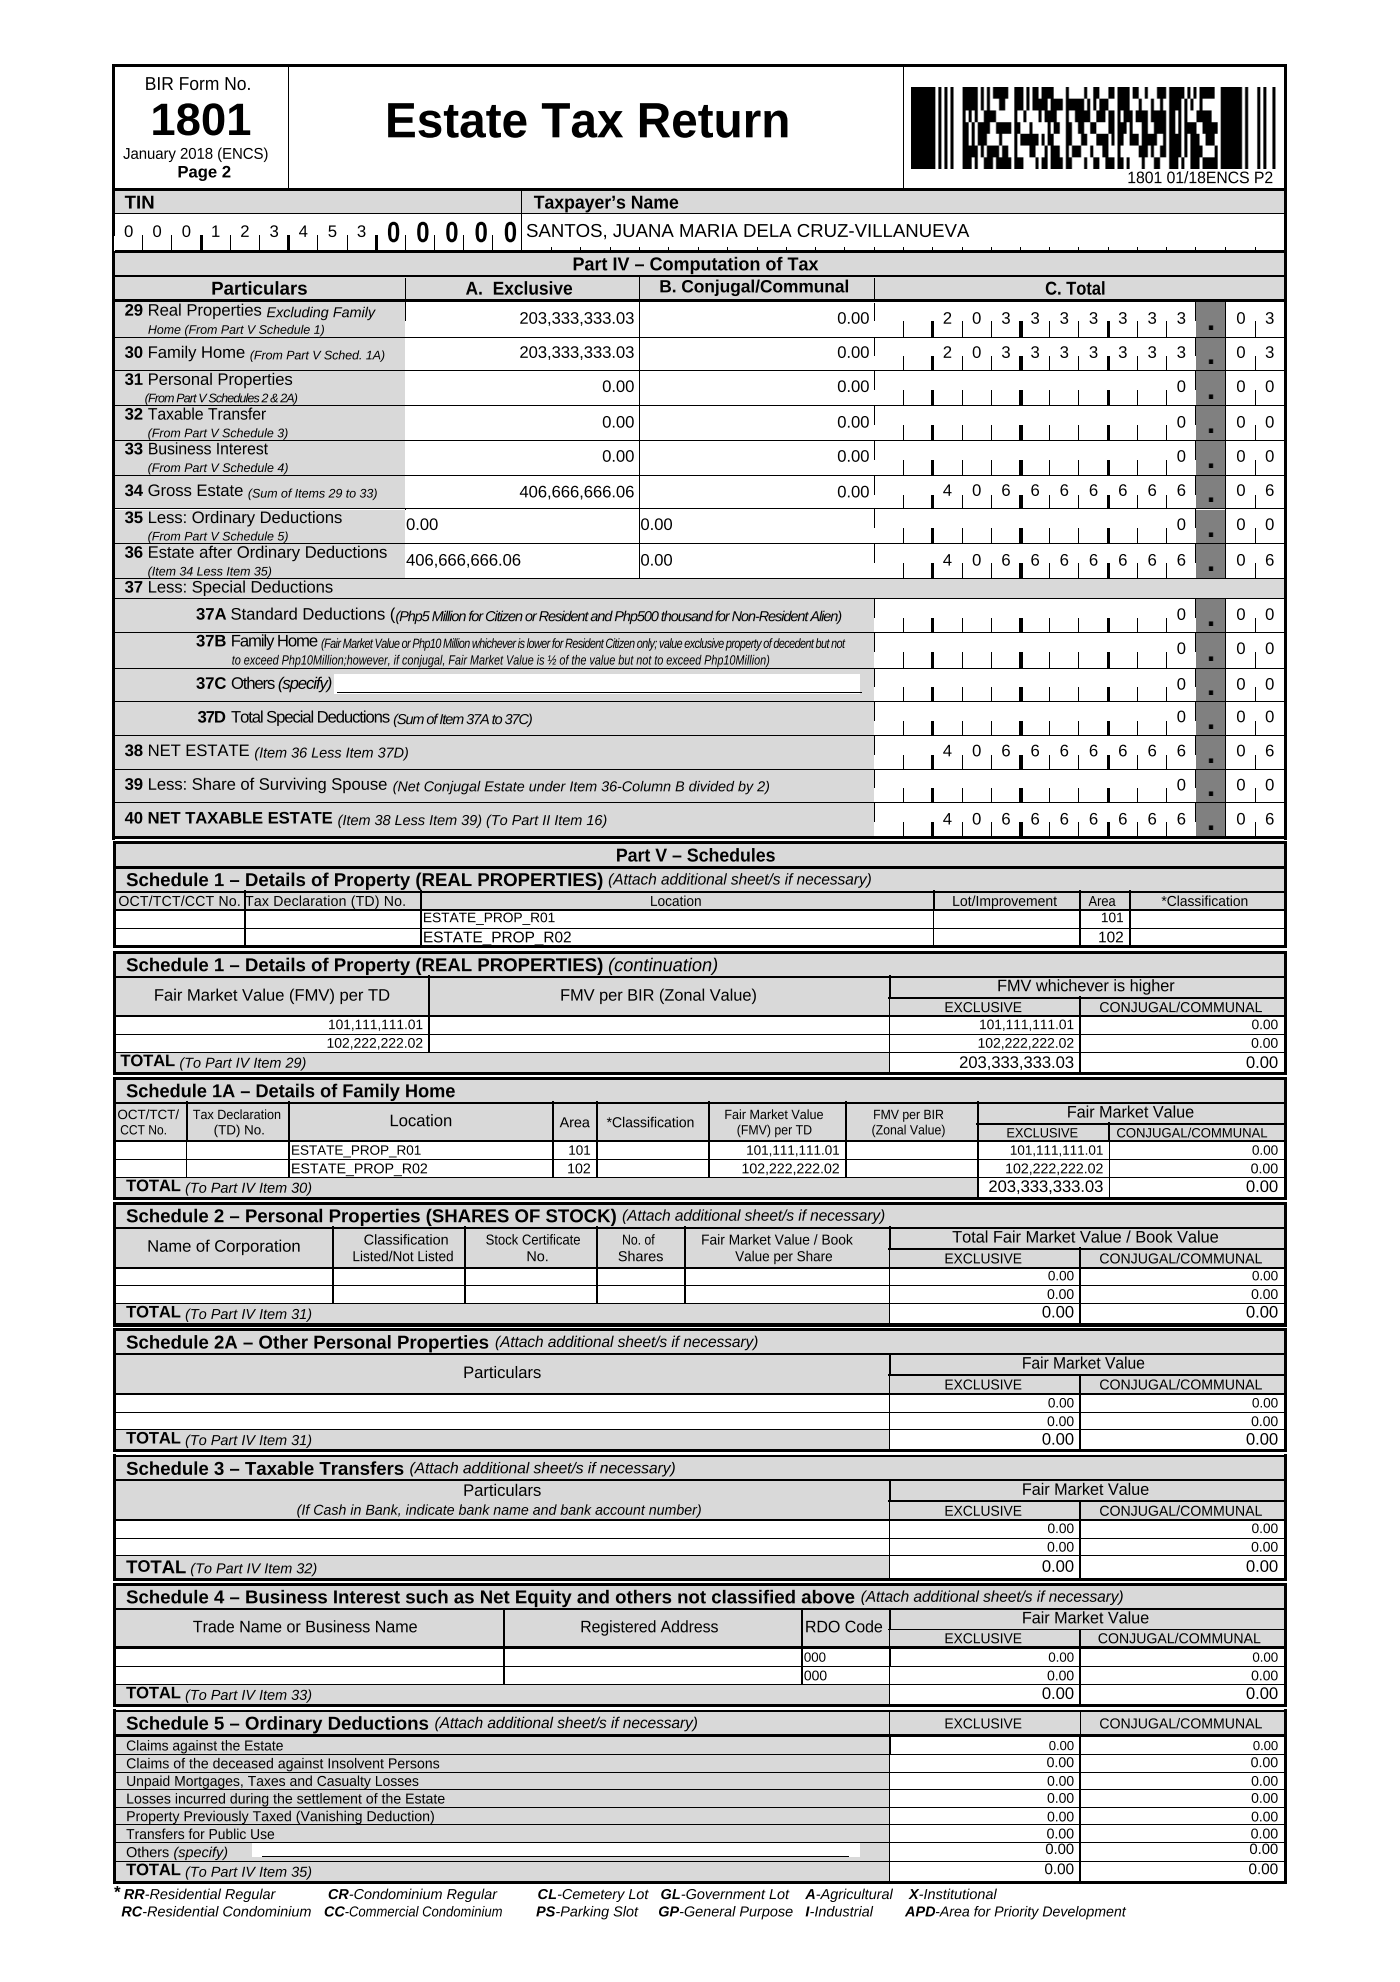 BIR Form No.
1801
January 2018 (ENCS)
Page 2
Estate Tax Return
1801 01/18ENCS P2
TIN Taxpayer’s Name
0 0 0 1 2 3 4 5 3 0 0 0 0 0 SANTOS, JUANA MARIA DELA CRUZ-VILLANUEVA
Part IV – Computation of Tax
Particulars A. Exclusive B. Conjugal/Communal C. Total
29 Real Properties Excluding Family
Home (From Part V Schedule 1) 203,333,333.03 0.00 2 0 3 3 3 3 3 3 3 . 0 3
30 Family Home (From Part V Sched. 1A) 203,333,333.03 0.00 2 0 3 3 3 3 3 3 3 . 0 3
31 Personal Properties
(From Part V Schedules 2 & 2A) 0.00 0.00 0 . 0 0
32 Taxable Transfer
(From Part V Schedule 3) 0.00 0.00 0 . 0 0
33 Business Interest
(From Part V Schedule 4) 0.00 0.00 0 . 0 0
34 Gross Estate (Sum of Items 29 to 33) 406,666,666.06 0.00 4 0 6 6 6 6 6 6 6 . 0 6
35 Less: Ordinary Deductions
(From Part V Schedule 5) 0.00 0.00 0 . 0 0
36 Estate after Ordinary Deductions
(Item 34 Less Item 35) 406,666,666.06 0.00 4 0 6 6 6 6 6 6 6 . 0 6
37 Less: Special Deductions
37A Standard Deductions ((Php5 Million for Citizen or Resident and Php500 thousand for Non-Resident Alien) 0 . 0 0
37B Family Home (Fair Market Value or Php10 Million whichever is lower for Resident Citizen only; value exclusive property of decedent but not
to exceed Php10Million;however, if conjugal, Fair Market Value is ½ of the value but not to exceed Php10Million) 0 . 0 0
37C Others (specify) 0 . 0 0
37D Total Special Deductions (Sum of Item 37A to 37C) 0 . 0 0
38 NET ESTATE (Item 36 Less Item 37D) 4 0 6 6 6 6 6 6 6 . 0 6
39 Less: Share of Surviving Spouse (Net Conjugal Estate under Item 36-Column B divided by 2) 0 . 0 0
40 NET TAXABLE ESTATE (Item 38 Less Item 39) (To Part II Item 16) 4 0 6 6 6 6 6 6 6 . 0 6
Part V – Schedules
Schedule 1 – Details of Property (REAL PROPERTIES) (Attach additional sheet/s if necessary)
OCT/TCT/CCT No. Tax Declaration (TD) No. Location Lot/Improvement Area *Classification
ESTATE_PROP_R01 101
ESTATE_PROP_R02 102
Schedule 1 – Details of Property (REAL PROPERTIES) (continuation)
Fair Market Value (FMV) per TD FMV per BIR (Zonal Value) FMV whichever is higher
EXCLUSIVE CONJUGAL/COMMUNAL
101,111,111.01 101,111,111.01 0.00
102,222,222.02 102,222,222.02 0.00
TOTAL (To Part IV Item 29) 203,333,333.03 0.00
Schedule 1A – Details of Family Home
OCT/TCT/ Tax Declaration Location Area *Classification Fair Market Value FMV per BIR Fair Market Value
CCT No. (TD) No. (FMV) per TD (Zonal Value) EXCLUSIVE CONJUGAL/COMMUNAL
ESTATE_PROP_R01 101 101,111,111.01 101,111,111.01 0.00
ESTATE_PROP_R02 102 102,222,222.02 102,222,222.02 0.00
TOTAL (To Part IV Item 30) 203,333,333.03 0.00
Schedule 2 – Personal Properties (SHARES OF STOCK) (Attach additional sheet/s if necessary)
Name of Corporation Classification Stock Certificate No. of Fair Market Value / Book Total Fair Market Value / Book Value
Listed/Not Listed No. Shares Value per Share EXCLUSIVE CONJUGAL/COMMUNAL
0.00 0.00
0.00 0.00
TOTAL (To Part IV Item 31) 0.00 0.00
Schedule 2A – Other Personal Properties (Attach additional sheet/s if necessary)
Particulars Fair Market Value
EXCLUSIVE CONJUGAL/COMMUNAL
0.00 0.00
0.00 0.00
TOTAL (To Part IV Item 31) 0.00 0.00
Schedule 3 – Taxable Transfers (Attach additional sheet/s if necessary)
Particulars Fair Market Value
(If Cash in Bank, indicate bank name and bank account number) EXCLUSIVE CONJUGAL/COMMUNAL
0.00 0.00
0.00 0.00
TOTAL (To Part IV Item 32) 0.00 0.00
Schedule 4 – Business Interest such as Net Equity and others not classified above (Attach additional sheet/s if necessary)
Trade Name or Business Name Registered Address RDO Code Fair Market Value
EXCLUSIVE CONJUGAL/COMMUNAL
000 0.00 0.00
000 0.00 0.00
TOTAL (To Part IV Item 33) 0.00 0.00
Schedule 5 – Ordinary Deductions (Attach additional sheet/s if necessary) EXCLUSIVE CONJUGAL/COMMUNAL
Claims against the Estate 0.00 0.00
Claims of the deceased against Insolvent Persons 0.00 0.00
Unpaid Mortgages, Taxes and Casualty Losses 0.00 0.00
Losses incurred during the settlement of the Estate 0.00 0.00
Property Previously Taxed (Vanishing Deduction) 0.00 0.00
Transfers for Public Use 0.00 0.00
Others (specify) 0.00 0.00
TOTAL (To Part IV Item 35) 0.00 0.00
* RR-Residential Regular CR-Condominium Regular CL-Cemetery Lot GL-Government Lot A-Agricultural X-Institutional
RC-Residential Condominium CC-Commercial Condominium PS-Parking Slot GP-General Purpose I-Industrial APD-Area for Priority Development